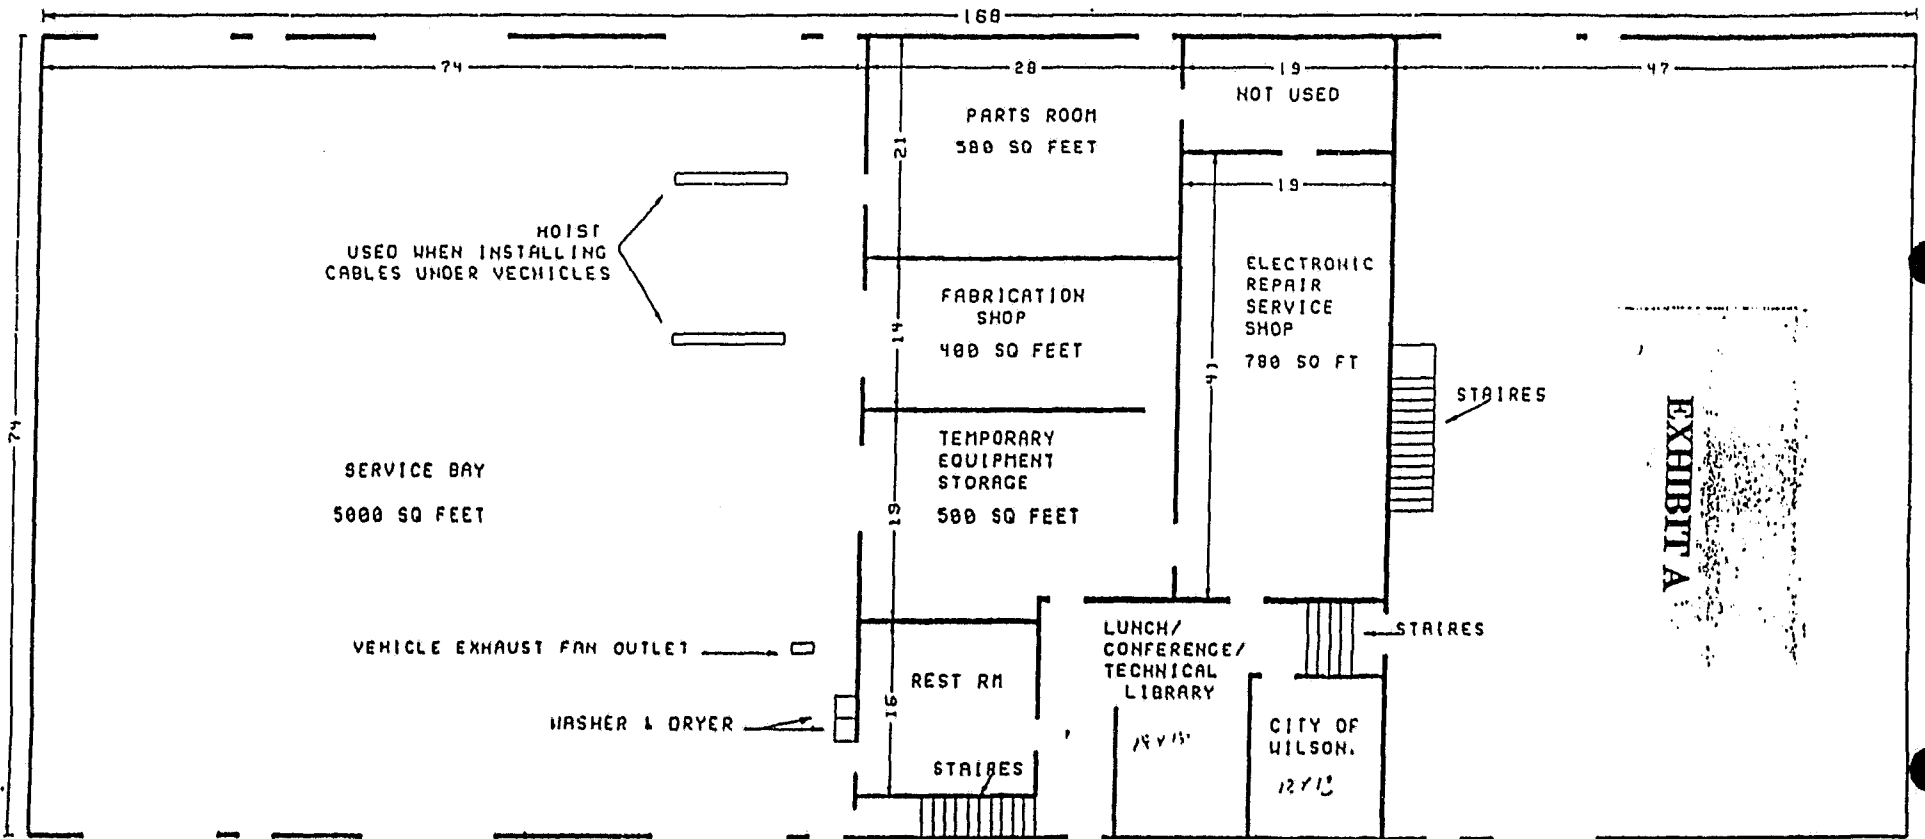 168
74
28
19
47
NOT USED
PARTS ROOM
580 SQ FEET
21
19
HOIST
USED WHEN INSTALLING
CABLES UNDER VECHICLES
ELECTRONIC
REPAIR
SERVICE
SHOP
780 SQ FT
FABRICATION
SHOP
400 SQ FEET
14
41
STAIRES
EXHIBIT A
74
SERVICE BAY
5000 SQ FEET
TEMPORARY
EQUIPMENT
STORAGE
500 SQ FEET
19
VEHICLE EXHAUST FAN OUTLET
LUNCH/
CONFERENCE/
TECHNICAL
LIBRARY
STAIRES
REST RM
16
WASHER & DRYER
CITY OF
WILSON.
STAIRES